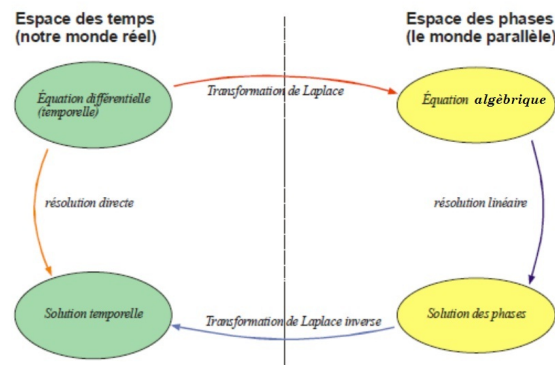 Espace des temps
(notre monde réel)
Espace des phases
(le monde parallèle)
Équation différentielle
(temporelle)
Transformation de Laplace
Équation algèbrique
résolution directe
résolution linéaire
Solution temporelle
Transformation de Laplace inverse
Solution des phases